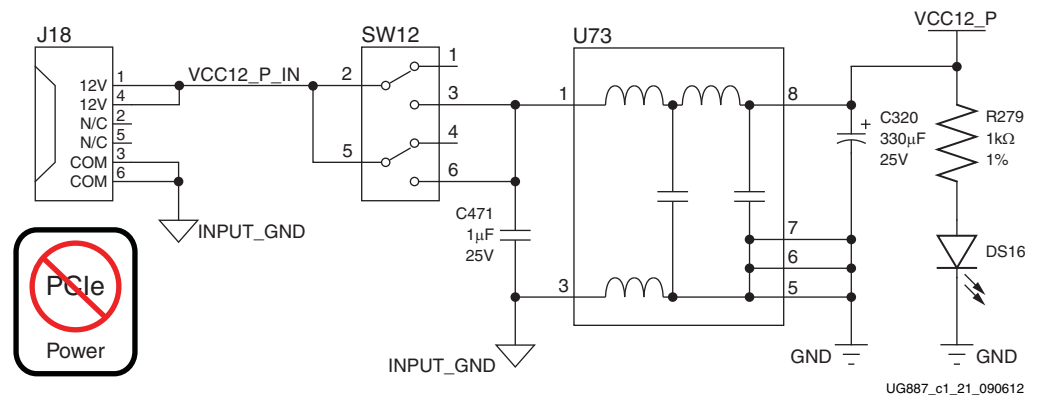 VCC12_P
J18
SW12
U73
12V 1
12V 4
N/C 2
N/C 5
COM 3
COM 6
VCC12_P_IN
INPUT_GND
1
2
3
4
5
6
C471
1μF
25V
INPUT_GND
1
3
8
7
6
5
+
C320
330μF
25V
GND
R279
1kΩ
1%
DS16
GND
PCIe
Power
UG887_c1_21_090612